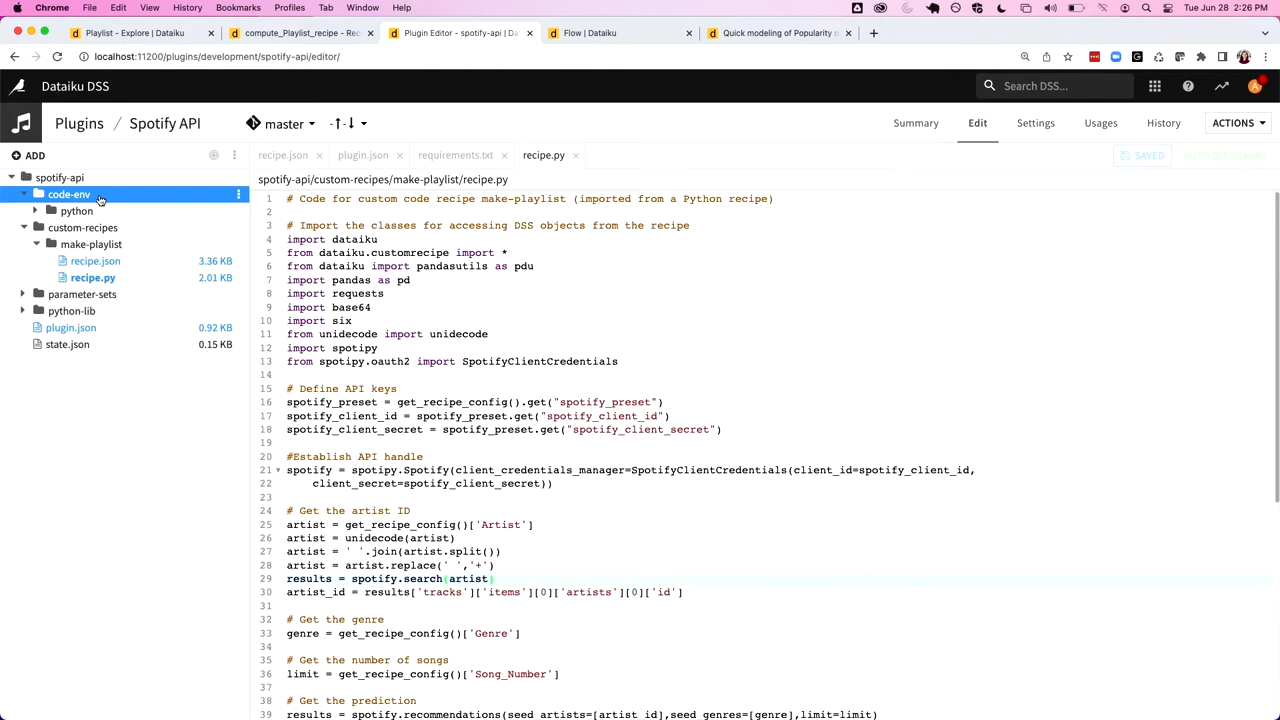 Chrome File Edit View History Bookmarks Profiles Tab Window Help Tue Jun 28 2:26 PM
Playlist - Explore | Dataiku compute_Playlist_recipe - Rec Plugin Editor - spotify-api | Da Flow | Dataiku Quick modeling of Popularity o
localhost:11200/plugins/development/spotify-api/editor/
Dataiku DSS Search DSS... A
Plugins / Spotify API master Summary Edit Settings Usages History ACTIONS
ADD recipe.json plugin.json requirements.txt recipe.py SAVED
spotify-api
spotify-api/custom-recipes/make-playlist/recipe.py
code-env
python
custom-recipes
make-playlist
recipe.json 3.36 KB
recipe.py 2.01 KB
parameter-sets
python-lib
plugin.json 0.92 KB
state.json 0.15 KB
1 # Code for custom code recipe make-playlist (imported from a Python recipe)
2
3 # Import the classes for accessing DSS objects from the recipe
4 import dataiku
5 from dataiku.customrecipe import *
6 from dataiku import pandasutils as pdu
7 import pandas as pd
8 import requests
9 import base64
10 import six
11 from unidecode import unidecode
12 import spotipy
13 from spotipy.oauth2 import SpotifyClientCredentials
14
15 # Define API keys
16 spotify_preset = get_recipe_config().get("spotify_preset")
17 spotify_client_id = spotify_preset.get("spotify_client_id")
18 spotify_client_secret = spotify_preset.get("spotify_client_secret")
19
20 #Establish API handle
21 spotify = spotipy.Spotify(client_credentials_manager=SpotifyClientCredentials(client_id=spotify_client_id,
22 client_secret=spotify_client_secret))
23
24 # Get the artist ID
25 artist = get_recipe_config()['Artist']
26 artist = unidecode(artist)
27 artist = ' '.join(artist.split())
28 artist = artist.replace(' ','+')
29 results = spotify.search(artist)
30 artist_id = results['tracks']['items'][0]['artists'][0]['id']
31
32 # Get the genre
33 genre = get_recipe_config()['Genre']
34
35 # Get the number of songs
36 limit = get_recipe_config()['Song_Number']
37
38 # Get the prediction
39 results = spotify.recommendations(seed_artists=[artist_id],seed_genres=[genre],limit=limit)